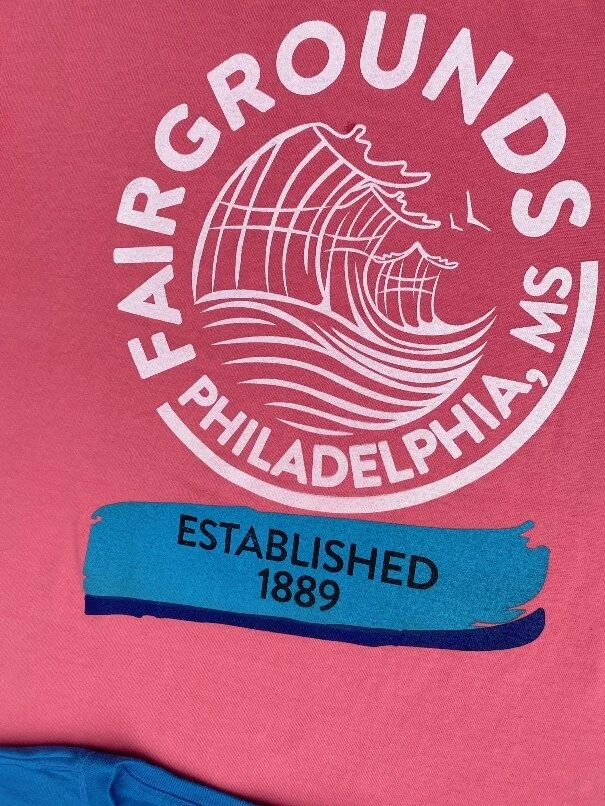 FAIRGROUNDS
PHILADELPHIA, MS
ESTABLISHED
1889